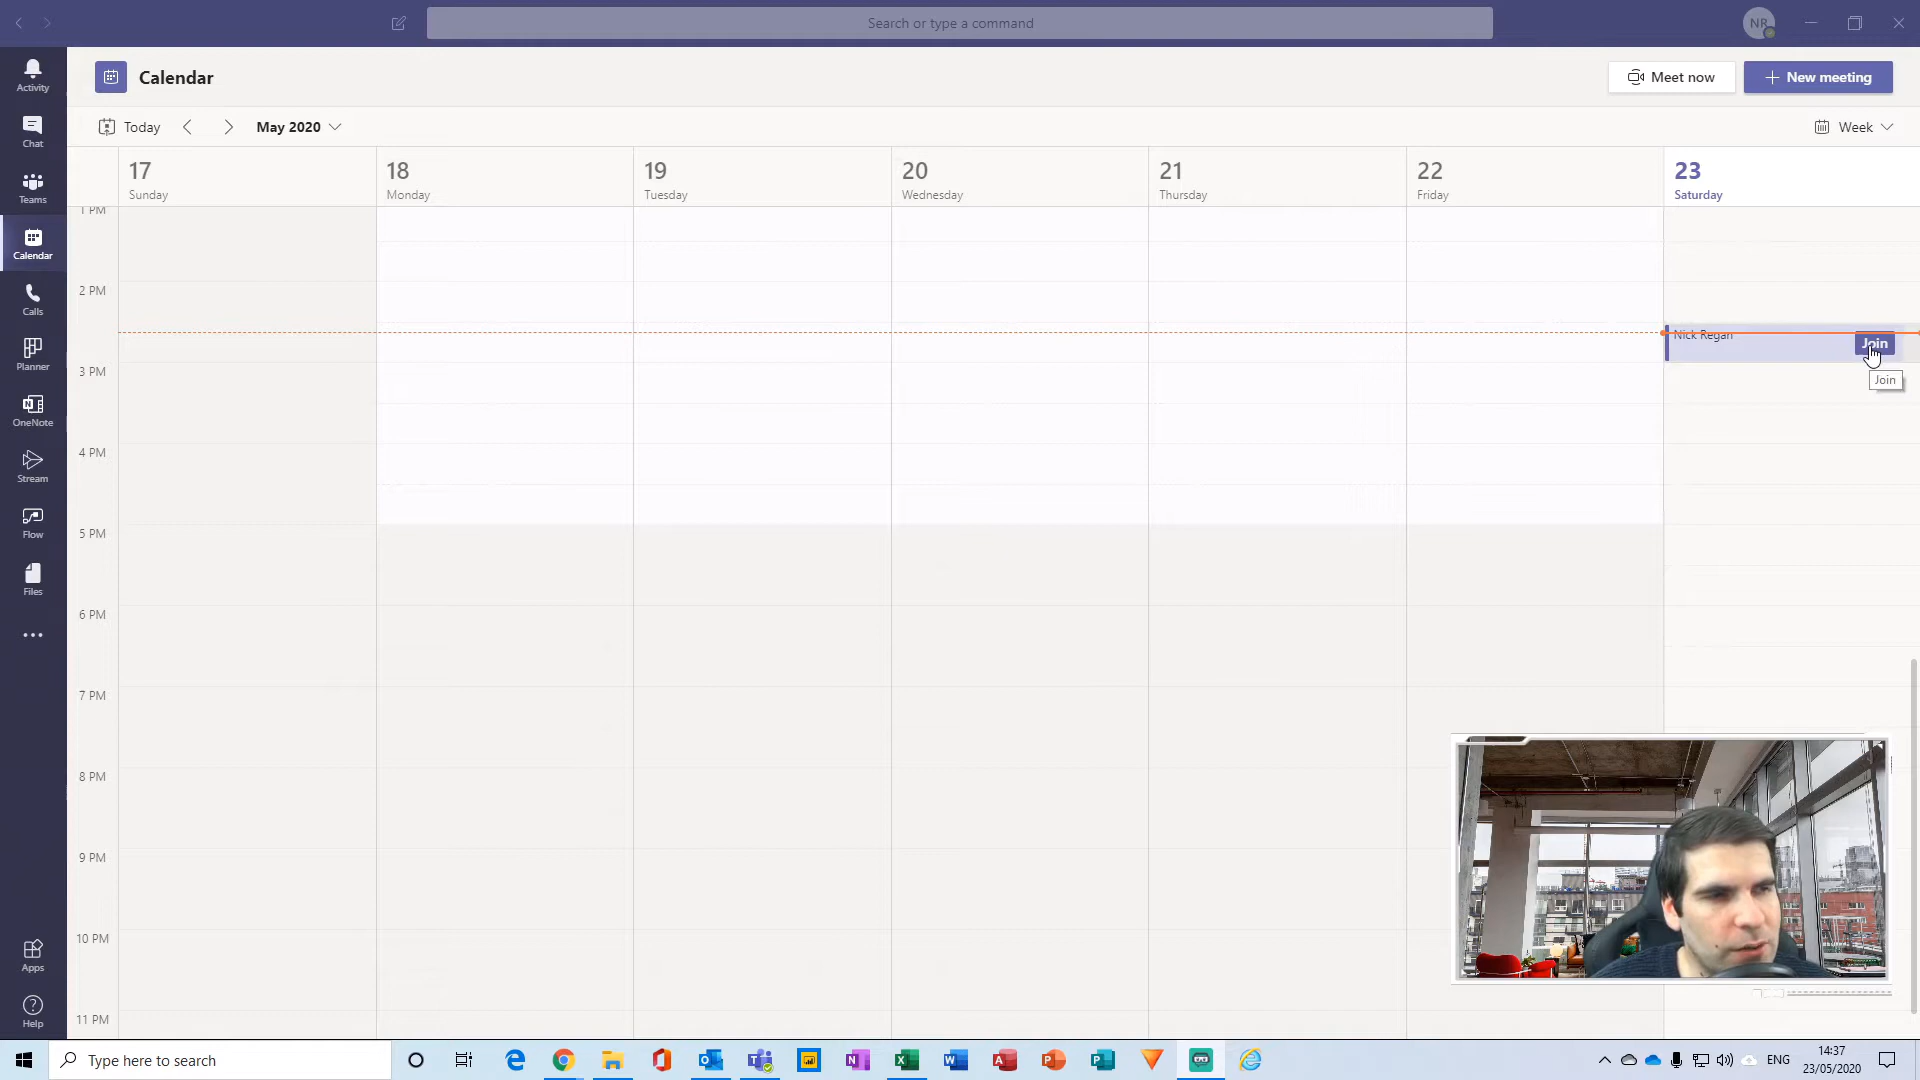 Search or type a command
NR
Activity
Chat
Teams
Calendar
Calls
Planner
OneNote
Stream
Flow
Files
Apps
Help
Calendar
Meet now
New meeting
Today
May 2020
Week
17
Sunday
18
Monday
19
Tuesday
20
Wednesday
21
Thursday
22
Friday
23
Saturday
1 PM
2 PM
3 PM
4 PM
5 PM
6 PM
7 PM
8 PM
9 PM
10 PM
11 PM
Nick Regan
Join
Join
Type here to search
ENG
14:37
23/05/2020